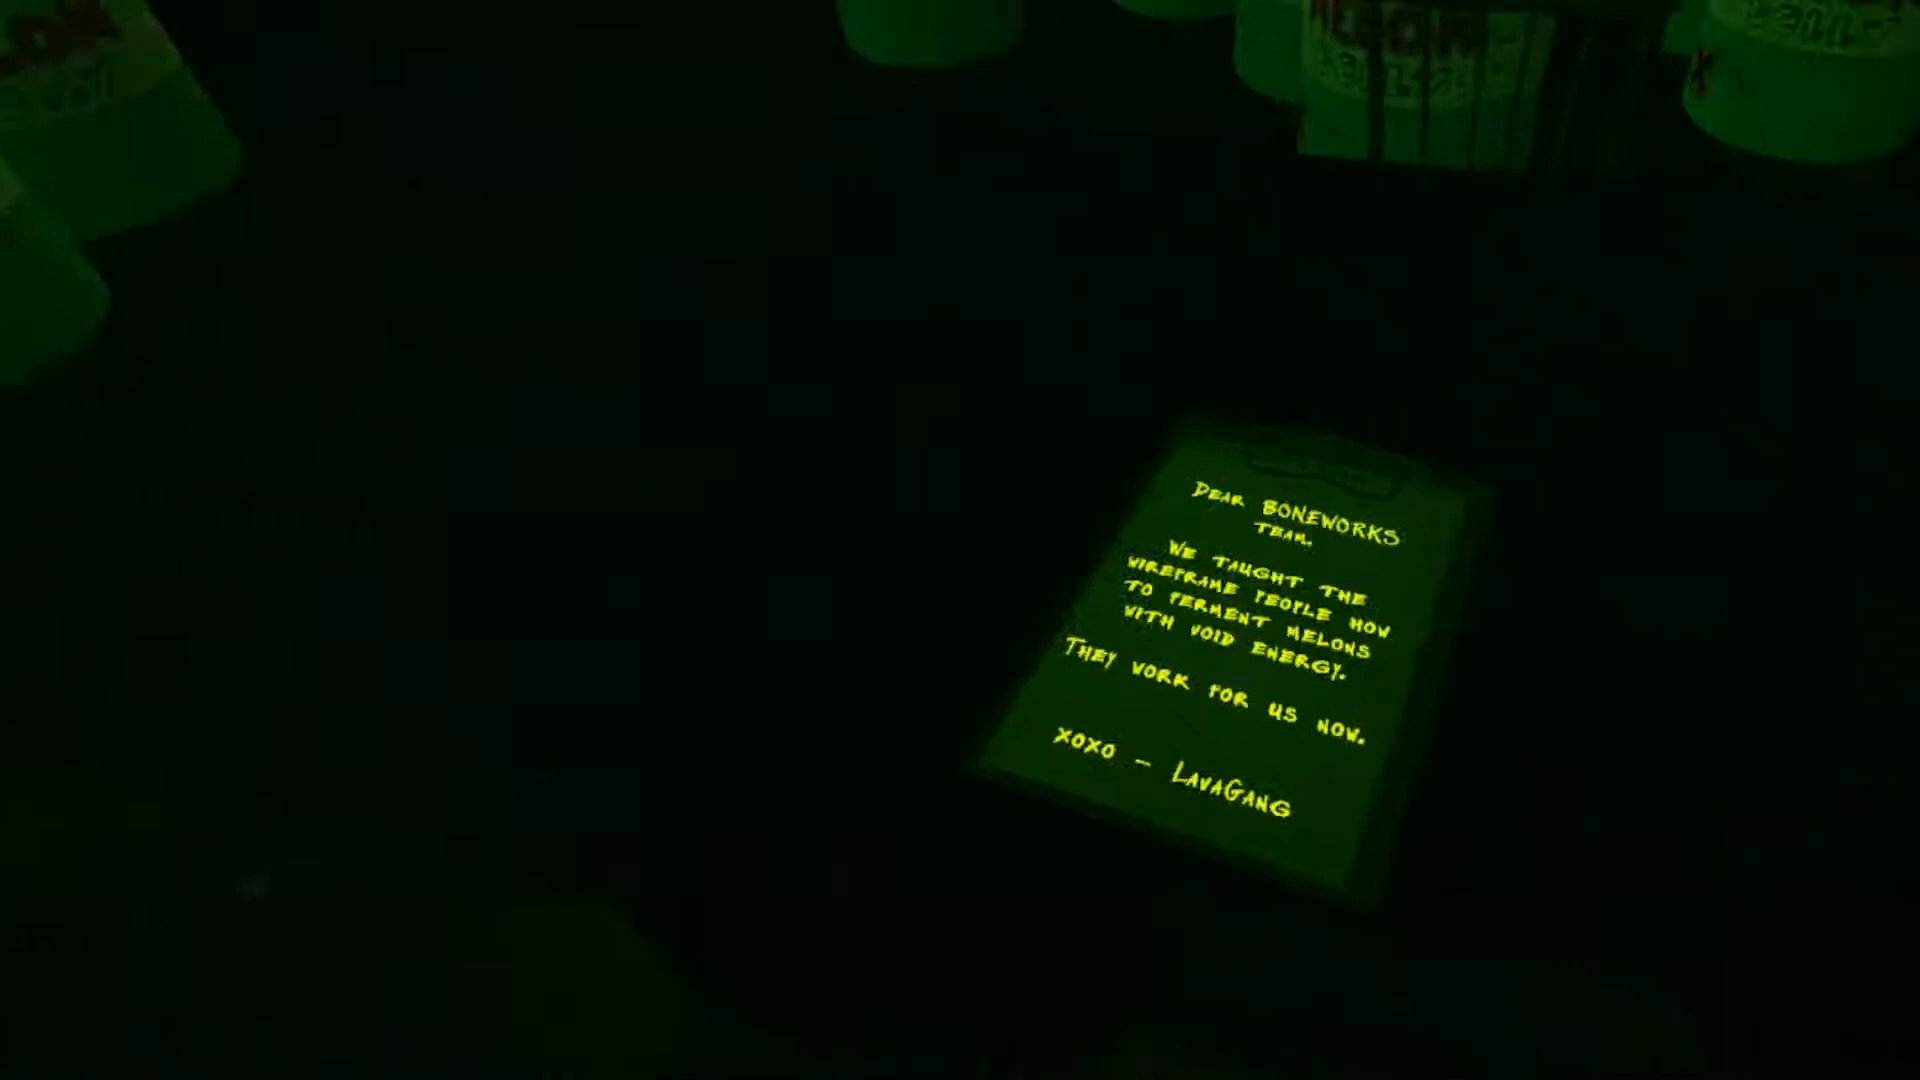 Dear BONEWORKS
TEAM.
WE TAUGHT THE
WIREFRAME PEOPLE HOW
TO FERMENT MELONS
WITH VOID ENERGY.
THEY WORK FOR US NOW.
XOXO - LAVAGANG